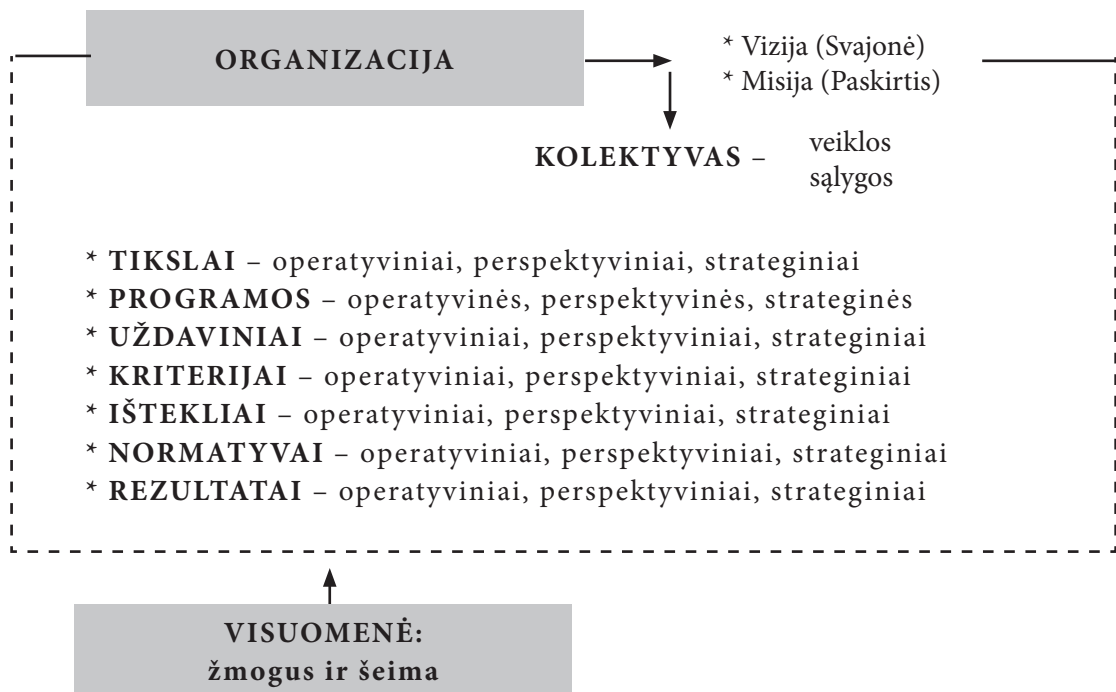 ORGANIZACIJA
* Vizija (Svajonė)
* Misija (Paskirtis)
KOLEKTYVAS –
veiklos
sąlygos
* TIKSLAI – operatyviniai, perspektyviniai, strateginiai
* PROGRAMOS – operatyvinės, perspektyvinės, strateginės
* UŽDAVINIAI – operatyviniai, perspektyviniai, strateginiai
* KRITERIJAI – operatyviniai, perspektyviniai, strateginiai
* IŠTEKLIAI – operatyviniai, perspektyviniai, strateginiai
* NORMATYVAI – operatyviniai, perspektyviniai, strateginiai
* REZULTATAI – operatyviniai, perspektyviniai, strateginiai
VISUOMENĖ:
žmogus ir šeima